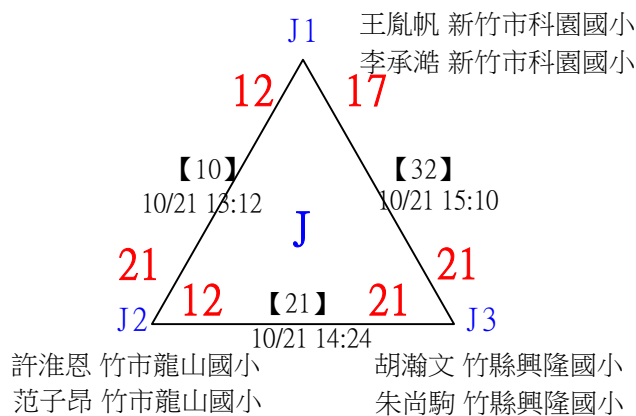 J1
王胤帆 新竹市科園國小
李承澔 新竹市科園國小
12
17
【10】
10/21 13:12
【32】
10/21 15:10
J
21
21
12
21
【21】
10/21 14:24
J2
J3
許淮恩 竹市龍山國小
范子昂 竹市龍山國小
胡瀚文 竹縣興隆國小
朱尚駒 竹縣興隆國小